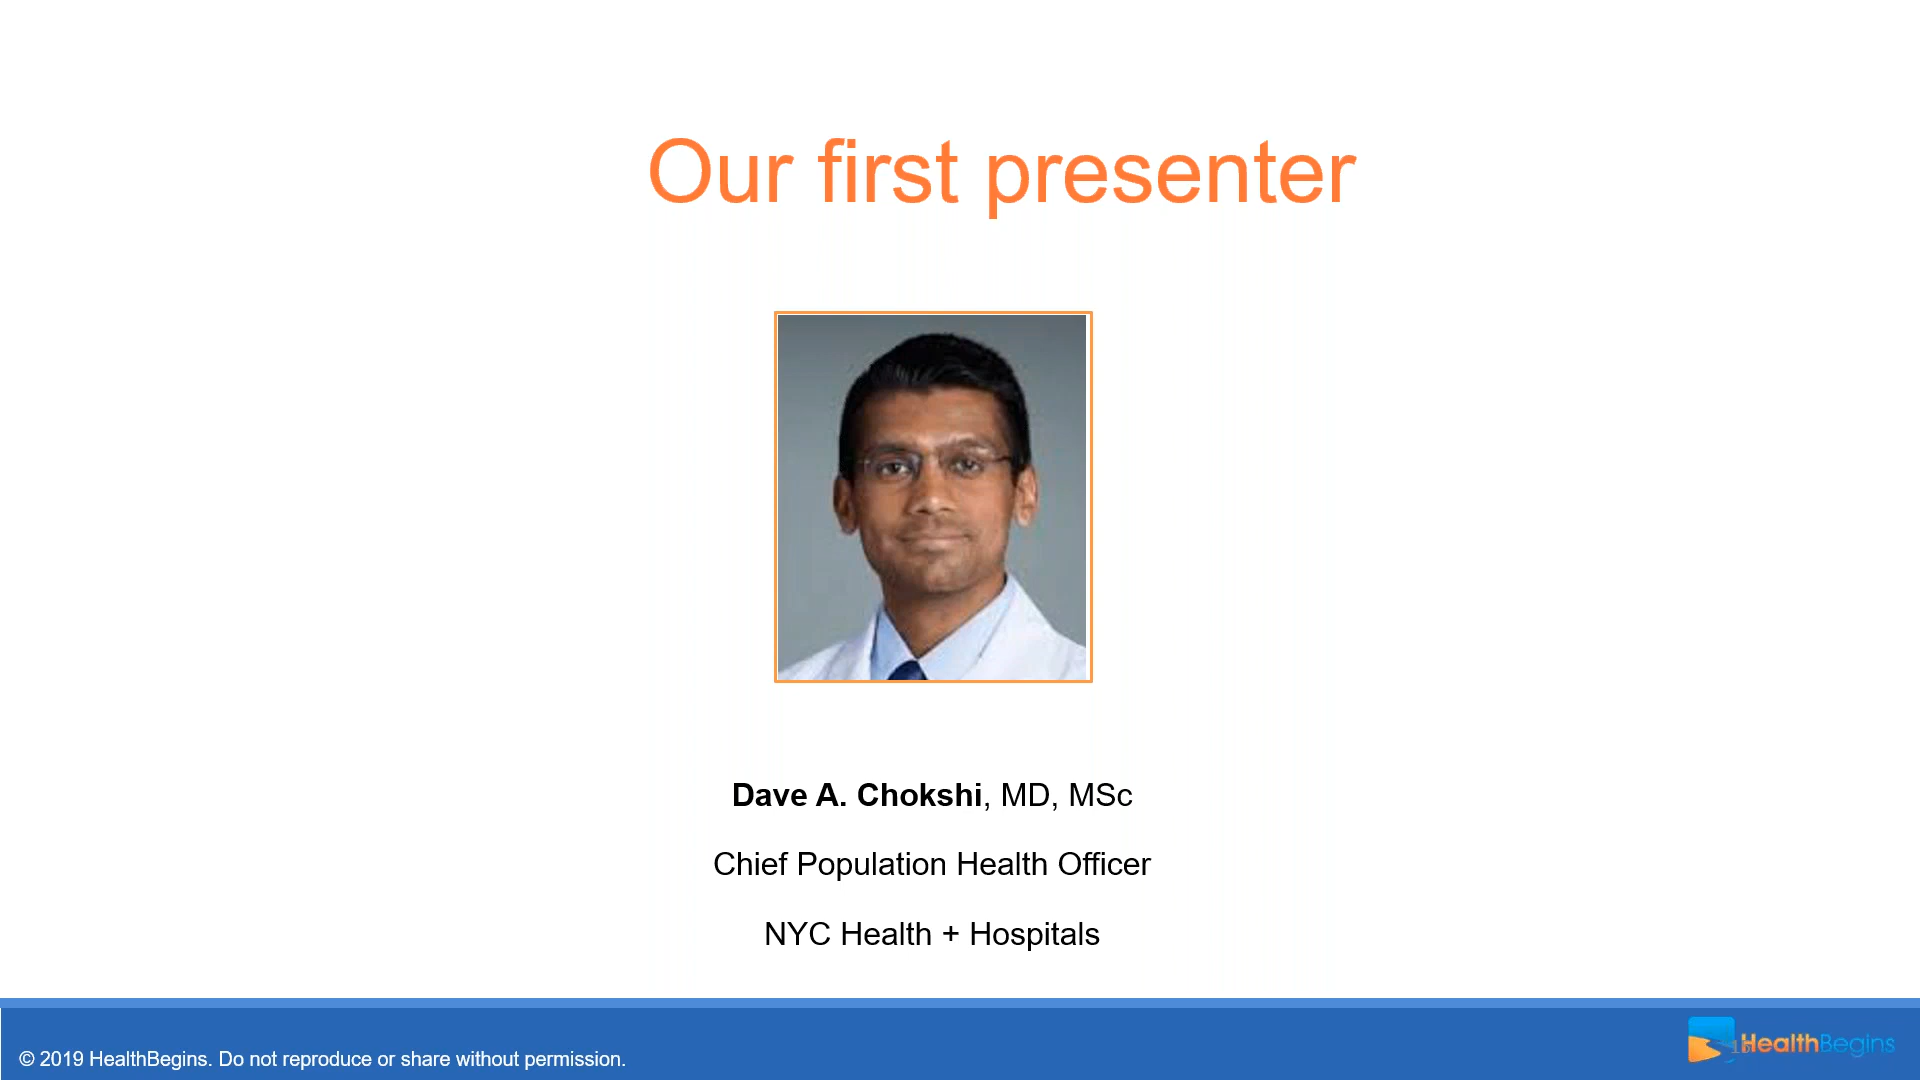 Our first presenter
Dave A. Chokshi, MD, MSc
Chief Population Health Officer
NYC Health + Hospitals
© 2019 HealthBegins. Do not reproduce or share without permission.
HealthBegins